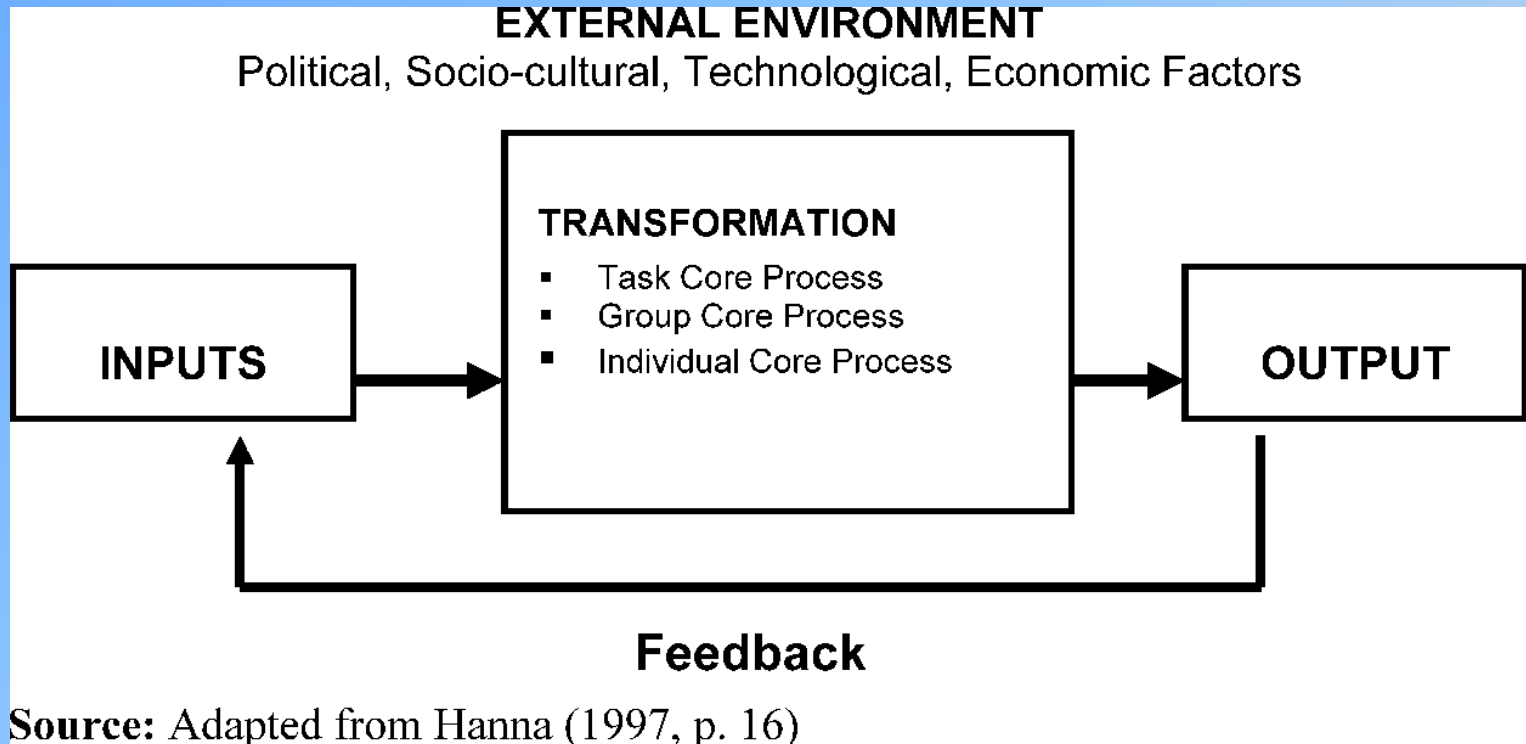 EXTERNAL ENVIRONMENT
Political, Socio-cultural, Technological, Economic Factors
INPUTS
TRANSFORMATION
▪ Task Core Process
▪ Group Core Process
▪ Individual Core Process
OUTPUT
Feedback
Source: Adapted from Hanna (1997, p. 16)